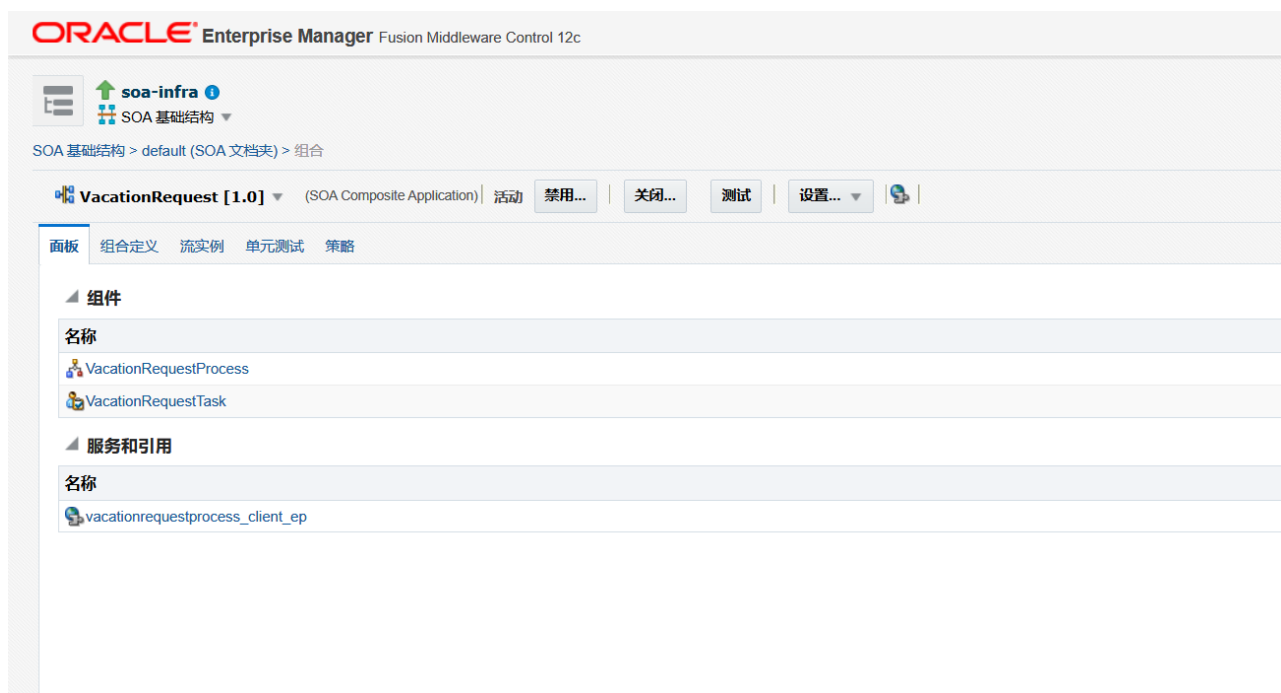 ORACLE Enterprise Manager Fusion Middleware Control 12c
soa-infra
SOA 基础结构
SOA 基础结构 > default (SOA 文档夹) > 组合
VacationRequest [1.0] (SOA Composite Application) 活动 禁用... 关闭... 测试 设置...
面板 组合定义 流实例 单元测试 策略
组件
名称
VacationRequestProcess
VacationRequestTask
服务和引用
名称
vacationrequestprocess_client_ep